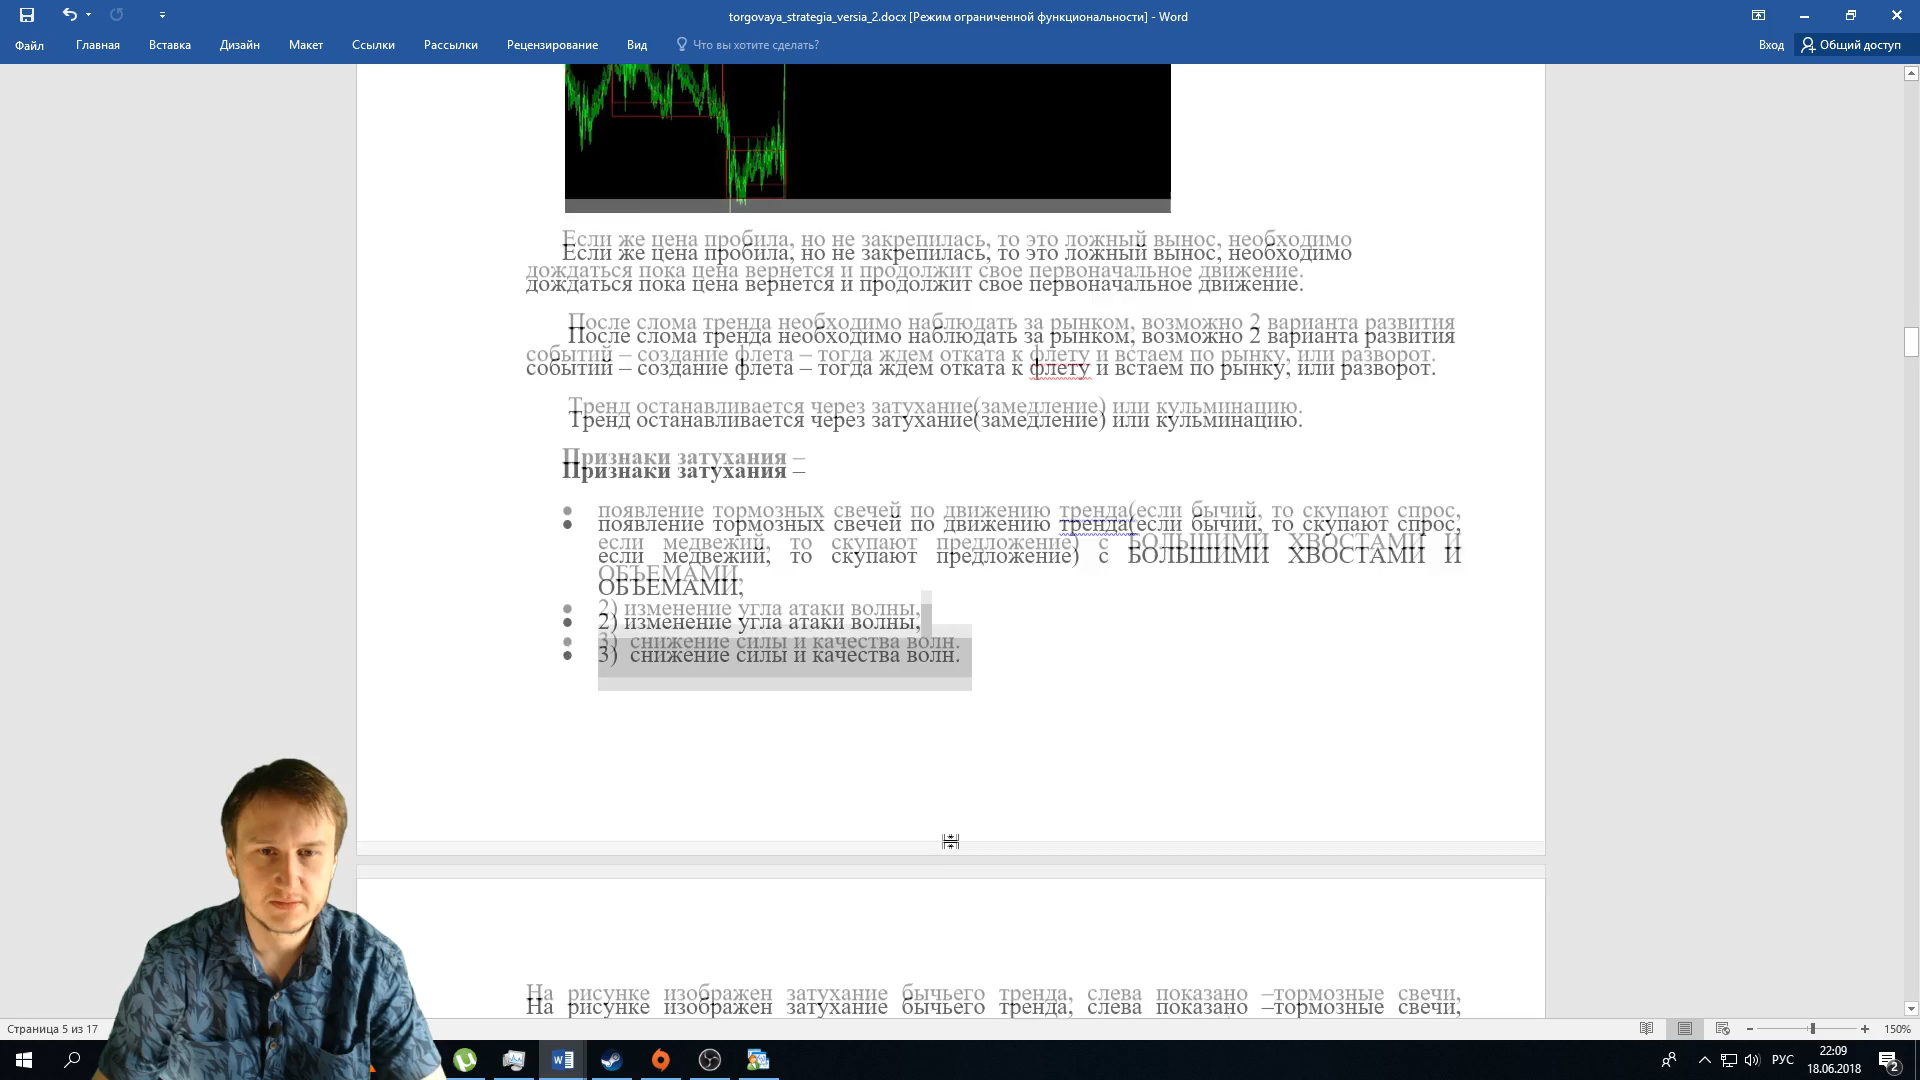 torgovaya_strategia_versia_2.docx [Режим ограниченной функциональности] - Word
Файл Главная Вставка Дизайн Макет Ссылки Рассылки Рецензирование Вид Что вы хотите сделать? Вход Общий доступ
Если же цена пробила, но не закрепилась, то это ложный вынос, необходимо
дождаться пока цена вернется и продолжит свое первоначальное движение.
После слома тренда необходимо наблюдать за рынком, возможно 2 варианта развития
событий – создание флета – тогда ждем отката к флету и встаем по рынку, или разворот.
Тренд останавливается через затухание(замедление) или кульминацию.
Признаки затухания –
• появление тормозных свечей по движению тренда(если бычий, то скупают спрос,
если медвежий, то скупают предложение) с БОЛЬШИМИ ХВОСТАМИ И
ОБЪЕМАМИ;
• 2) изменение угла атаки волны,
• 3) снижение силы и качества волн.
На рисунке изображен затухание бычьего тренда, слева показано –тормозные свечи,
Страница 5 из 17
150%
РУС
22:09
18.06.2018
2